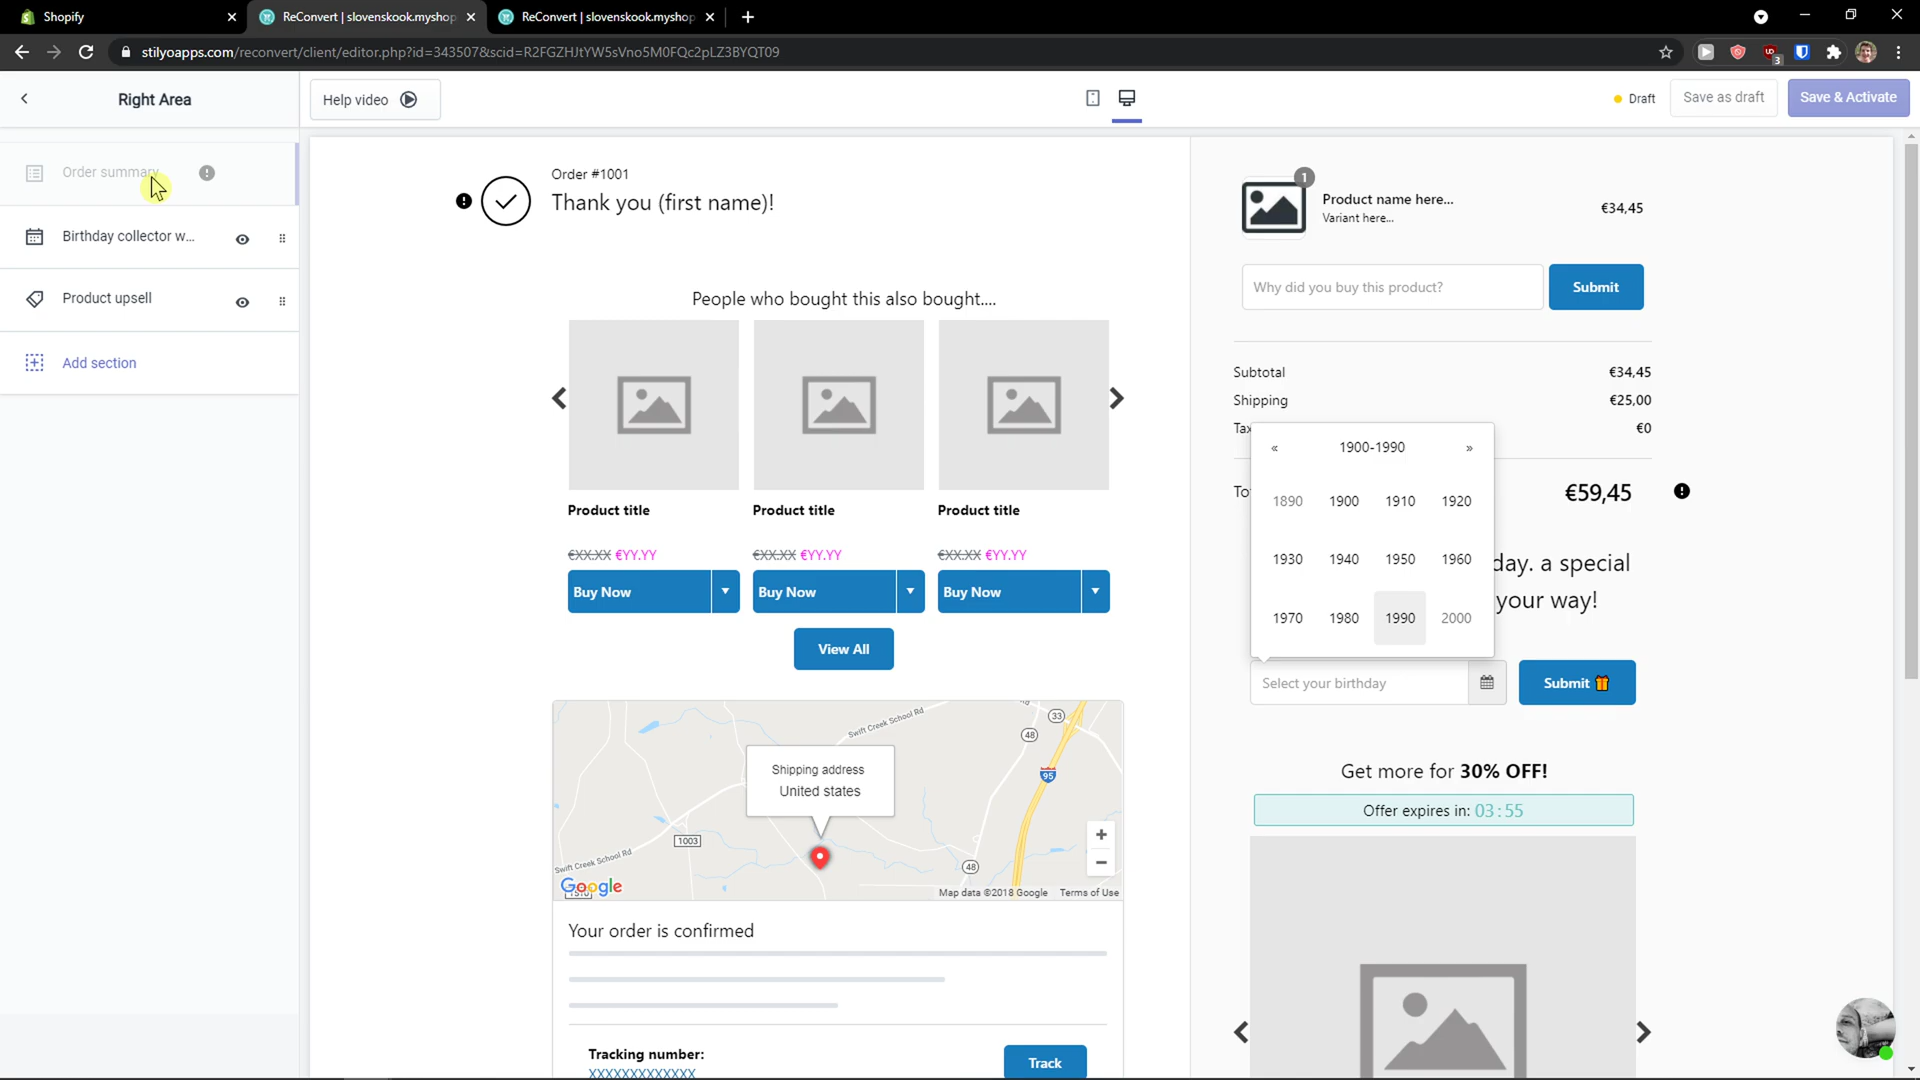 Shopify
ReConvert | slovenskook.myshop
ReConvert | slovenskook.myshop
stilyoapps.com/reconvert/client/editor.php?id=343507&scid=R2FGZHJtYW5sVno5M0FQc2pLZ3BYQT09
3
Right Area
Help video
Draft
Save as draft
Save & Activate
Order summary
Birthday collector w...
Product upsell
Add section
Order #1001
Thank you (first name)!
People who bought this also bought....
Product title
Product title
Product title
€XX.XX €YY.YY
€XX.XX €YY.YY
€XX.XX €YY.YY
Buy Now
Buy Now
Buy Now
View All
Swift Creek School Rd
33
48
95
Shipping address
United states
1003
Swift Creek School Rd
48
+
−
Google
Map data ©2018 Google
Terms of Use
Your order is confirmed
Tracking number:
XXXXXXXXXXXXX
Track
1
Product name here...
Variant here...
€34,45
Why did you buy this product?
Submit
Subtotal
€34,45
Shipping
€25,00
Tax
€0
« 1900-1990 »
1890 1900 1910 1920
1930 1940 1950 1960
1970 1980 1990 2000
€59,45
day. a special
your way!
Select your birthday
Submit
Get more for 30% OFF!
Offer expires in: 03:55